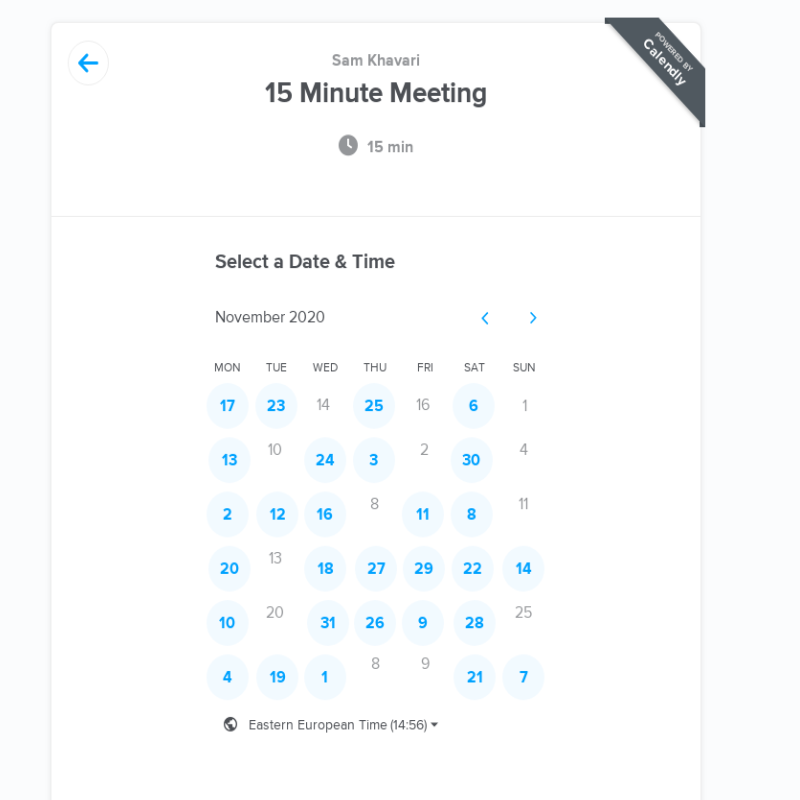 POWERED BY
Calendly
Sam Khavari
15 Minute Meeting
15 min
Select a Date & Time
November 2020
MON TUE WED THU FRI SAT SUN
17 23 14 25 16 6 1
13 10 24 3 2 30 4
2 12 16 8 11 8 11
20 13 18 27 29 22 14
10 20 31 26 9 28 25
4 19 1 8 9 21 7
Eastern European Time (14:56)